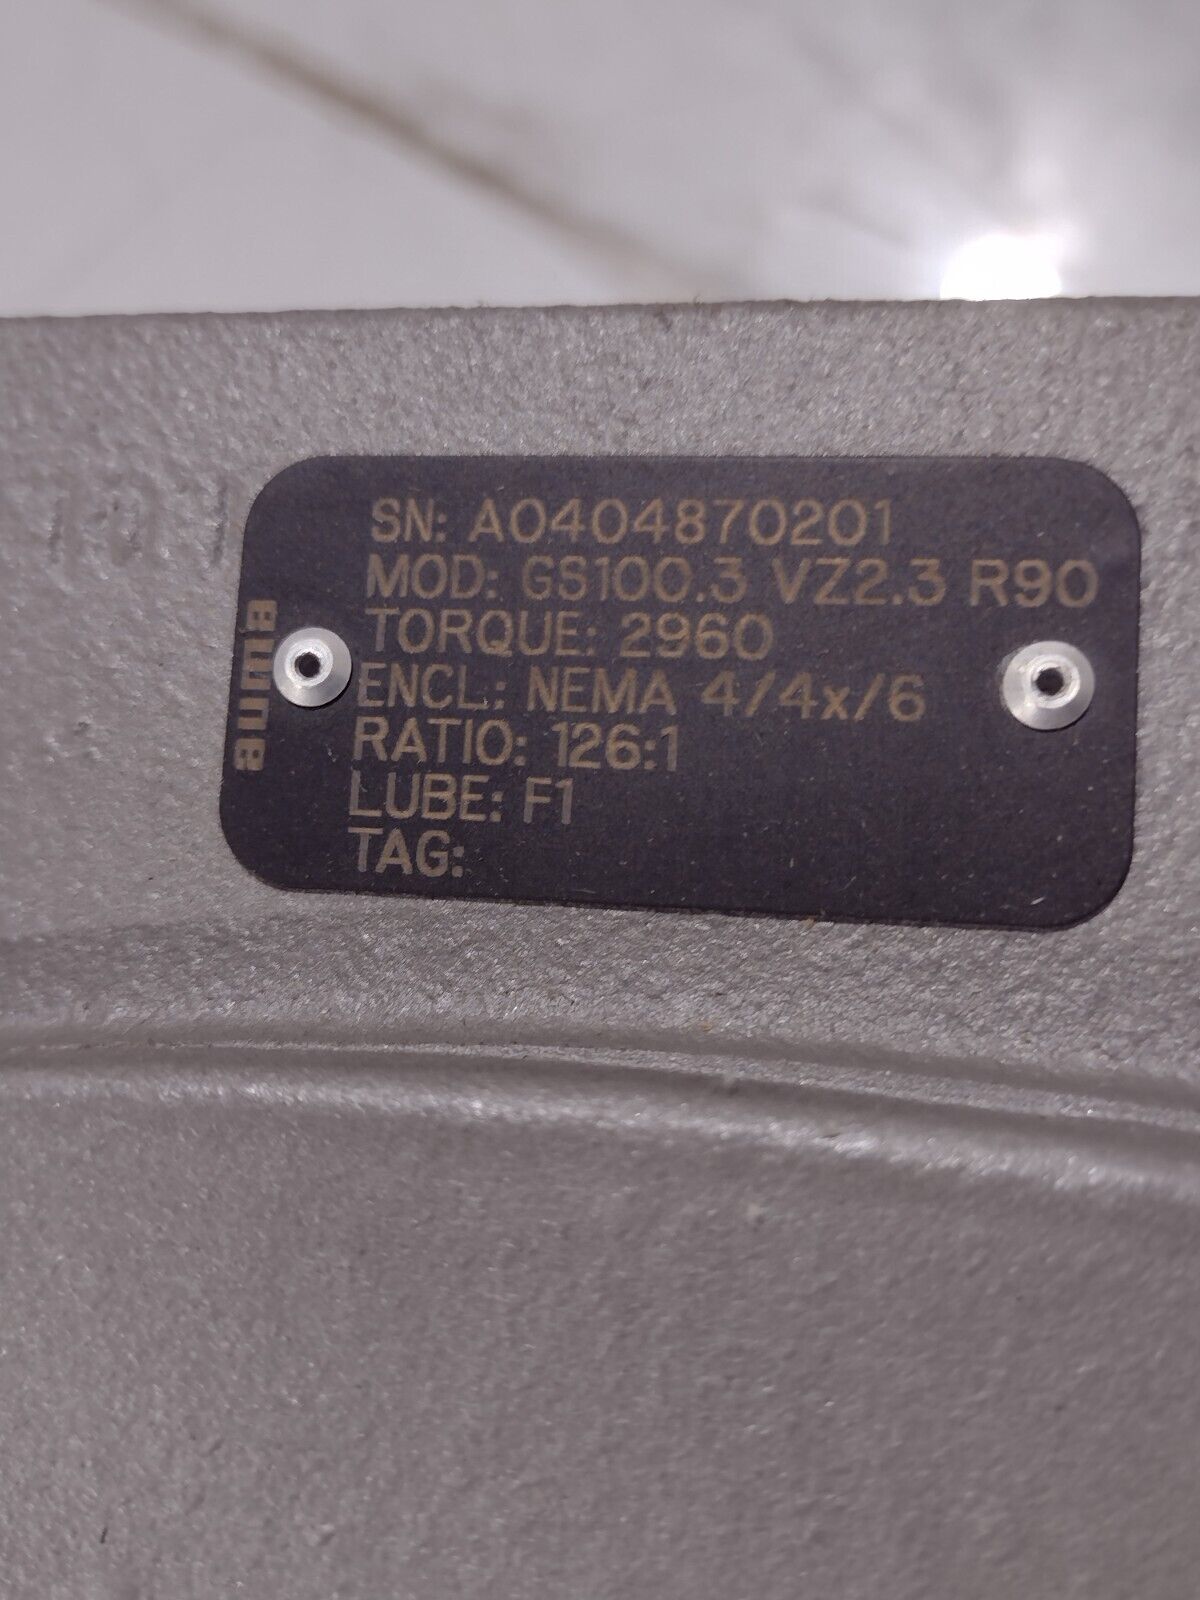 auma
SN: A0404870201
MOD: GS100.3 VZ2.3 R90
TORQUE: 2960
ENCL.: NEMA 4/4x/6
RATIO: 126:1
LUBE: F1
TAG: